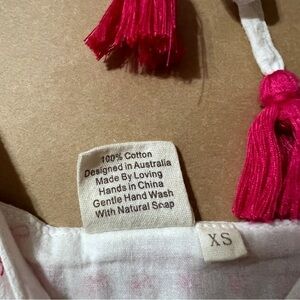 100% Cotton
Designed in Australia
Made By Loving
Hands in China
Gentle Hand Wash
With Natural Soap
XS